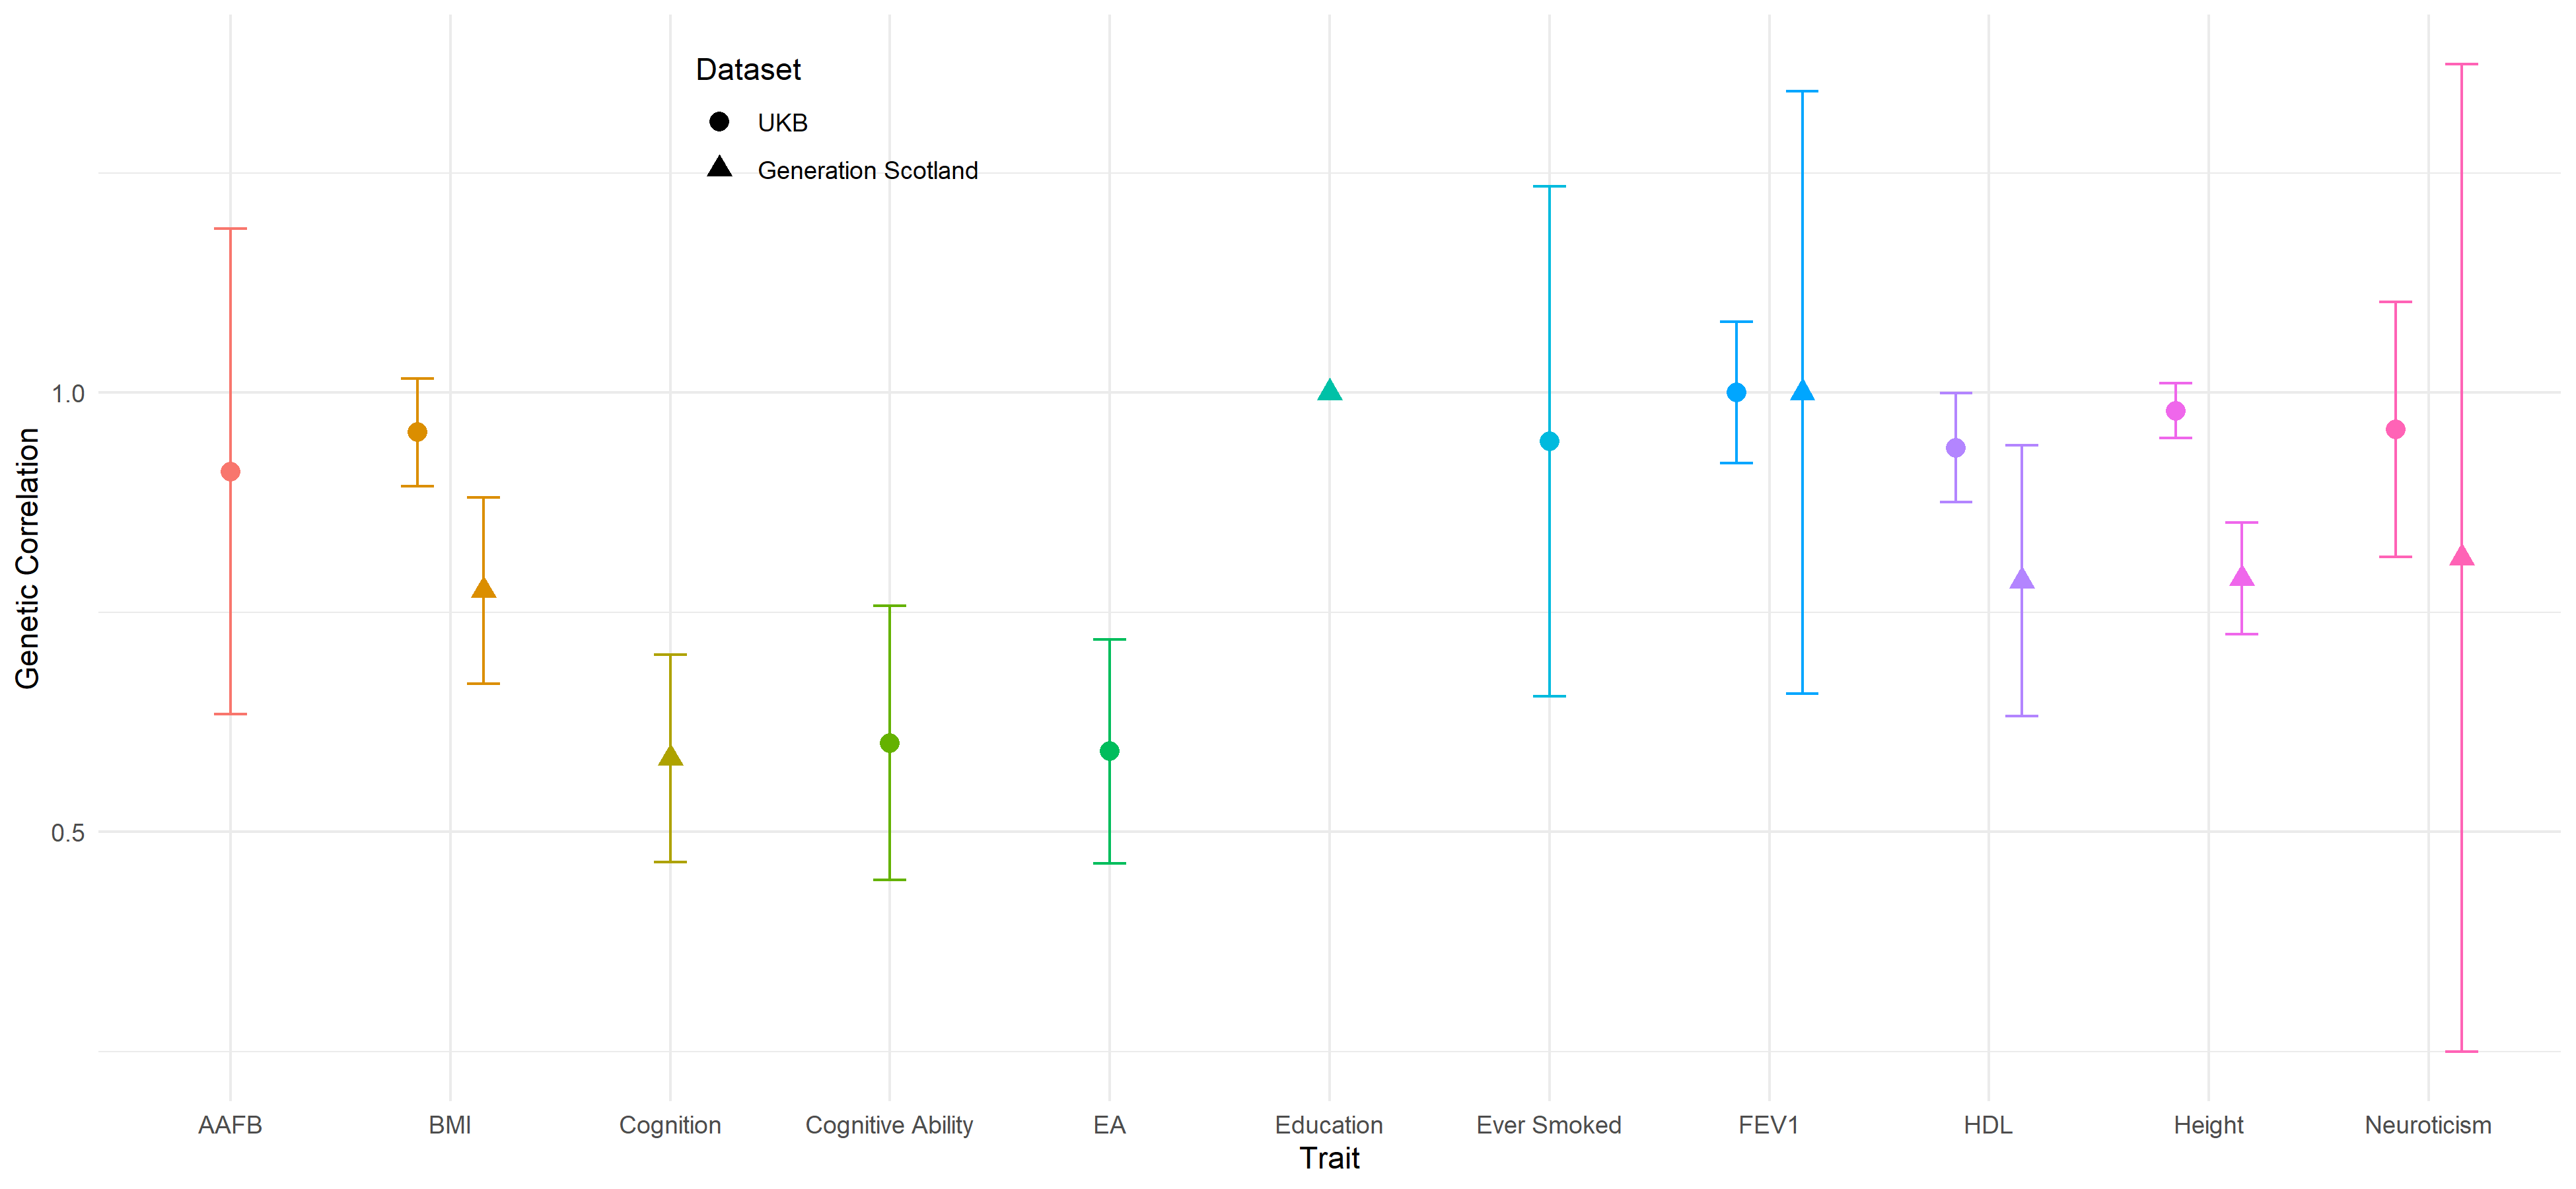 Dataset
UKB
Generation Scotland
1.0
0.5
Genetic Correlation
AAFB
BMI
Cognition
Cognitive Ability
EA
Education
Ever Smoked
FEV1
HDL
Height
Neuroticism
Trait